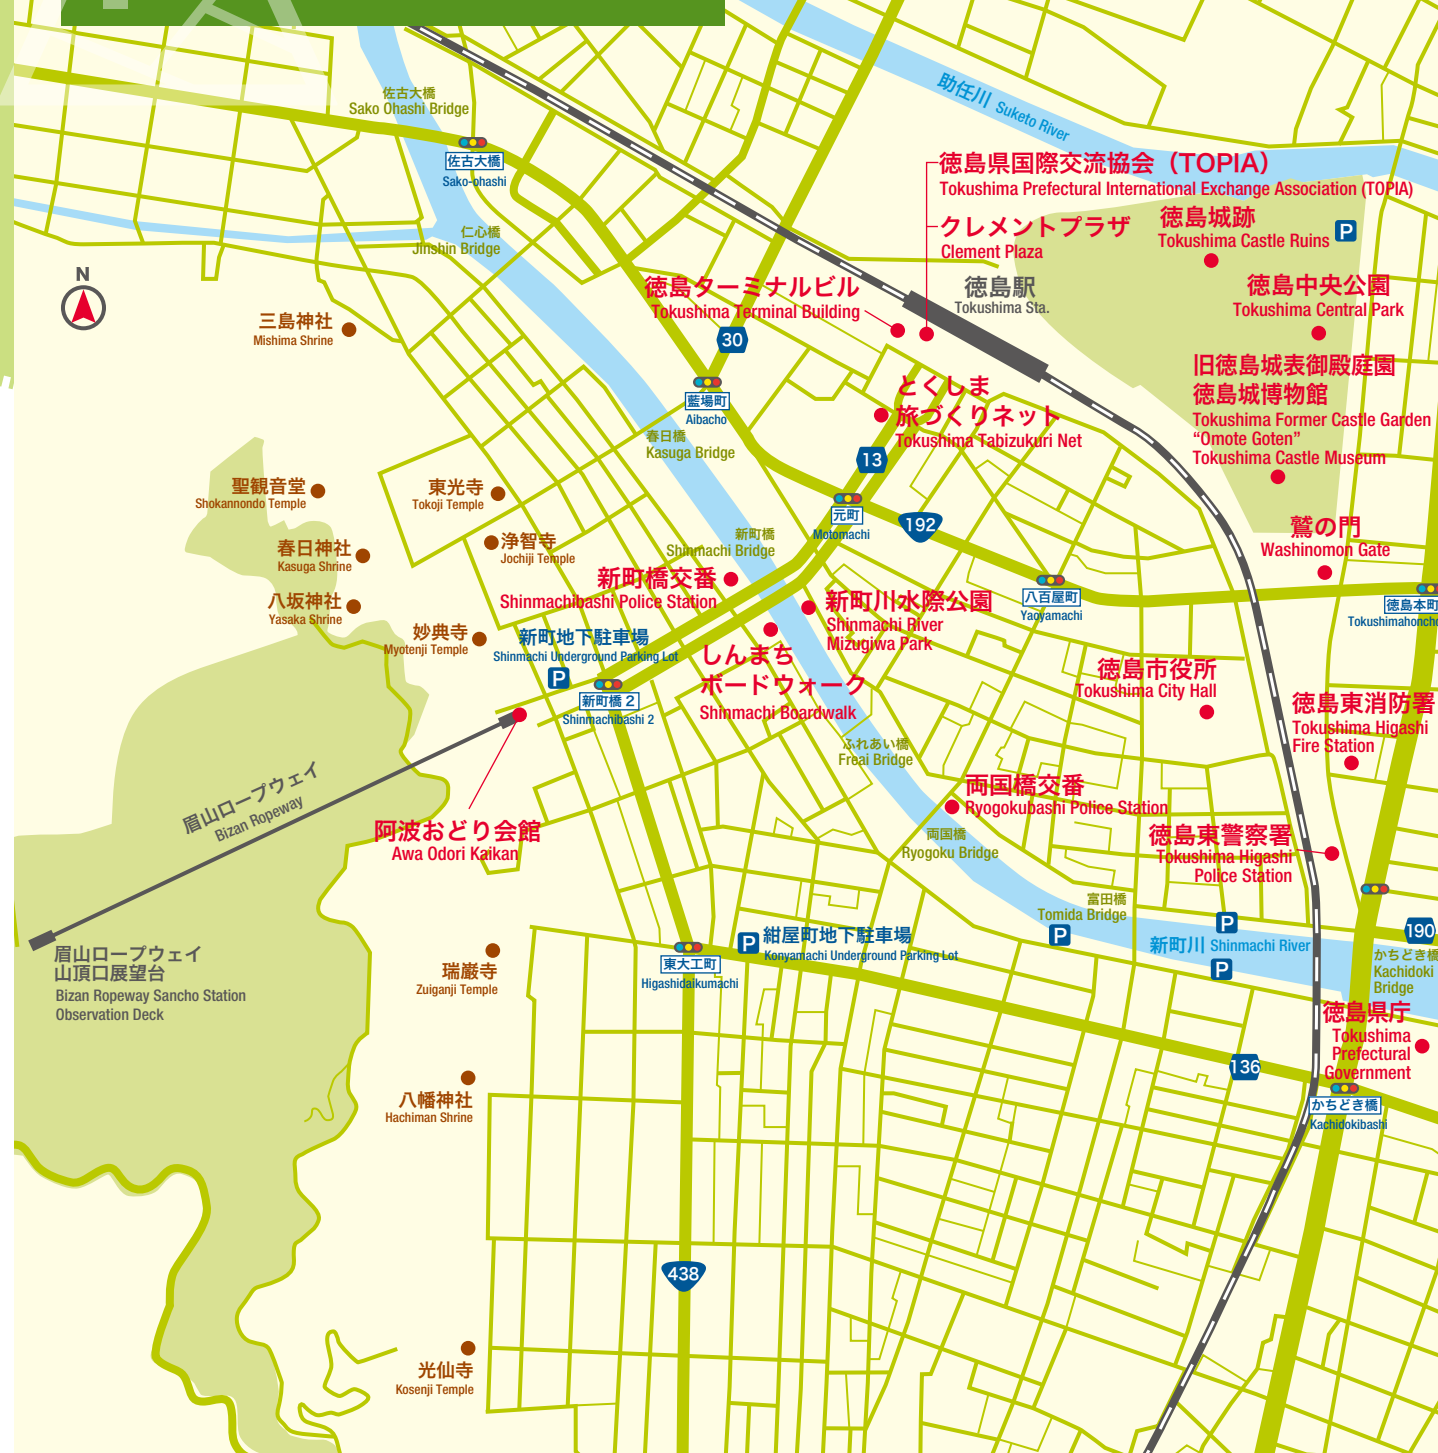 佐古大橋
Sako Ohashi Bridge
佐古大橋
Sako-ohashi
助任川 Suketo River
徳島県国際交流協会（TOPIA）
Tokushima Prefectural International Exchange Association (TOPIA)
クレメントプラザ
Clement Plaza
徳島城跡
Tokushima Castle Ruins
P
仁心橋
Jinshin Bridge
N
徳島ターミナルビル
Tokushima Terminal Building
徳島駅
Tokushima Sta.
徳島中央公園
Tokushima Central Park
三島神社
Mishima Shrine
30
藍場町
Aibacho
旧徳島城表御殿庭園
徳島城博物館
Tokushima Former Castle Garden
“Omote Goten”
Tokushima Castle Museum
とくしま
旅づくりネット
Tokushima Tabizukuri Net
春日橋
Kasuga Bridge
13
聖観音堂
Shokannondo Temple
東光寺
Tokoji Temple
元町
Motomachi
192
鷲の門
Washinomon Gate
春日神社
Kasuga Shrine
浄智寺
Jochiji Temple
新町橋
Shinmachi Bridge
新町橋交番
Shinmachibashi Police Station
八坂神社
Yasaka Shrine
新町川水際公園
Shinmachi River
Mizugiwa Park
八百屋町
Yaoyamachi
徳島本町
Tokushimahoncho
妙典寺
Myotenji Temple
新町地下駐車場
Shinmachi Underground Parking Lot
P
しんまち
ボードウォーク
Shinmachi Boardwalk
新町橋 2
Shinmachibashi 2
徳島市役所
Tokushima City Hall
徳島東消防署
Tokushima Higashi
Fire Station
ふれあい橋
Freai Bridge
眉山ロープウェイ
Bizan Ropeway
阿波おどり会館
Awa Odori Kaikan
両国橋交番
Ryogokubashi Police Station
両国橋
Ryogoku Bridge
徳島東警察署
Tokushima Higashi
Police Station
富田橋
Tomida Bridge
P
P
新町川 Shinmachi River
P
190
かちどき橋
Kachidoki
Bridge
眉山ロープウェイ
山頂口展望台
Bizan Ropeway Sancho Station
Observation Deck
瑞巌寺
Zuiganji Temple
東大工町
Higashidaikumachi
P
紺屋町地下駐車場
Konyamachi Underground Parking Lot
徳島県庁
Tokushima
Prefectural
Government
136
かちどき橋
Kachidokibashi
八幡神社
Hachiman Shrine
438
光仙寺
Kosenji Temple